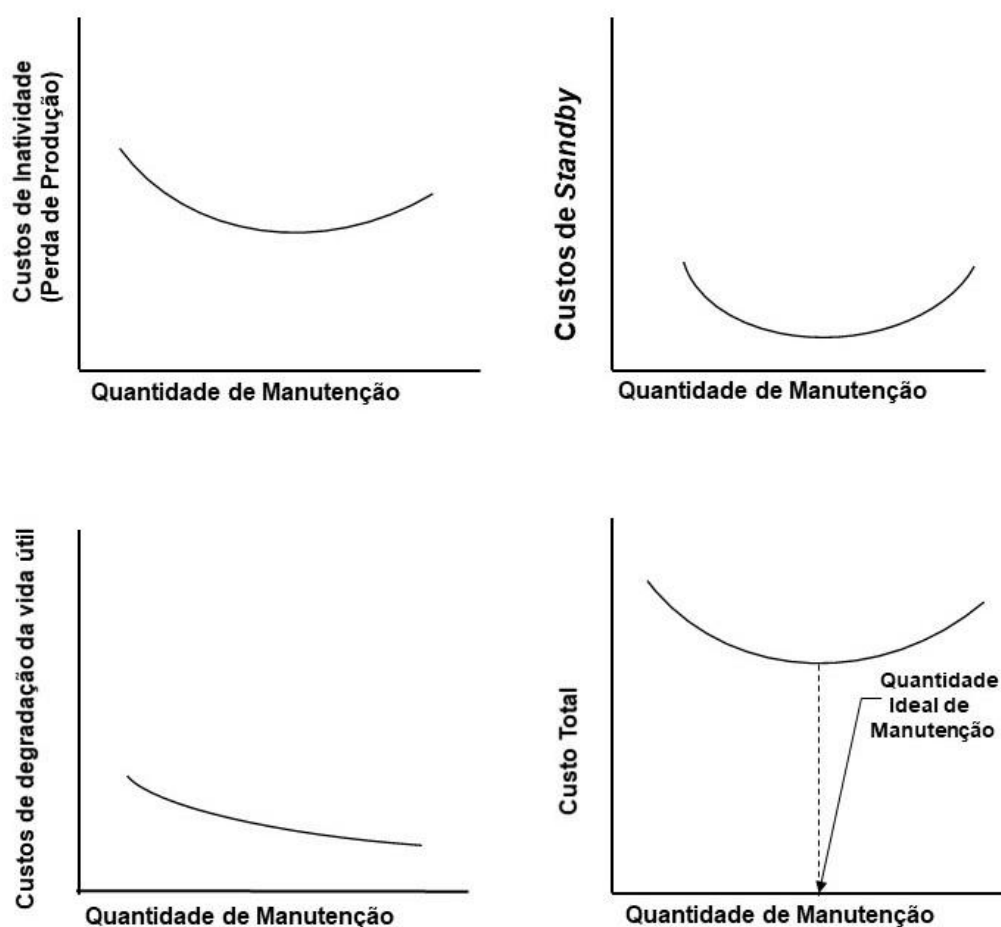 Custos de Inatividade
(Perda de Produção)
Quantidade de Manutenção
Custos de Standby
Quantidade de Manutenção
Custos de degradação da vida útil
Quantidade de Manutenção
Custo Total
Quantidade
Ideal de
Manutenção
Quantidade de Manutenção